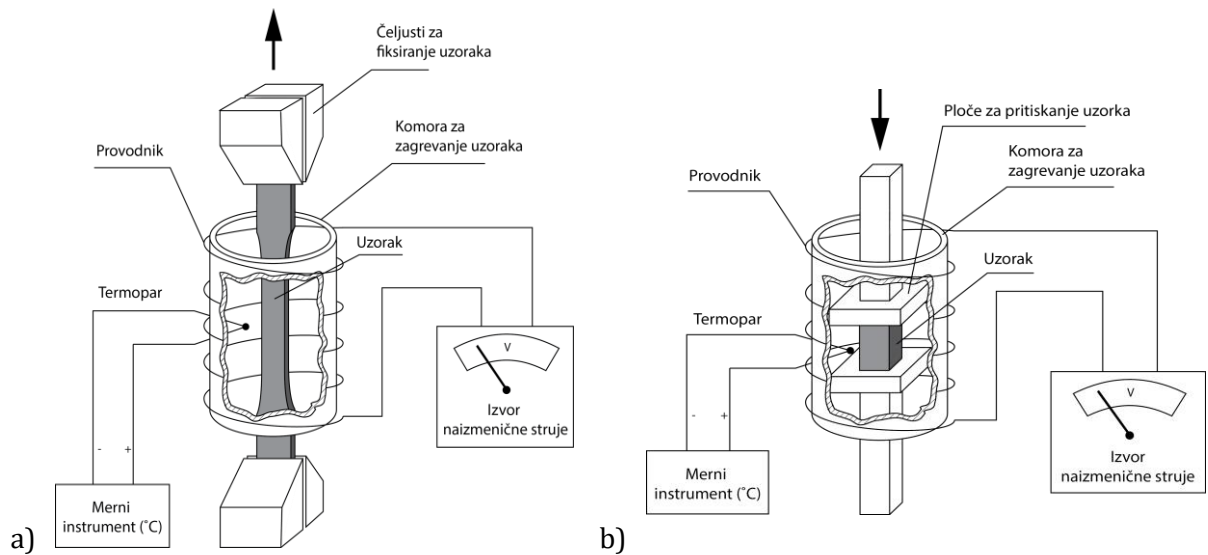 Čeljusti za
fiksiranje uzoraka
Komora za
zagrevanje uzoraka
Provodnik
Uzorak
Termopar
V
Izvor
naizmenične struje
- +
Merni
instrument (˚C)
a)
Ploče za pritiskanje uzorka
Komora za
zagrevanje uzoraka
Provodnik
Uzorak
Termopar
V
Izvor
naizmenične struje
- +
Merni
instrument (˚C)
b)